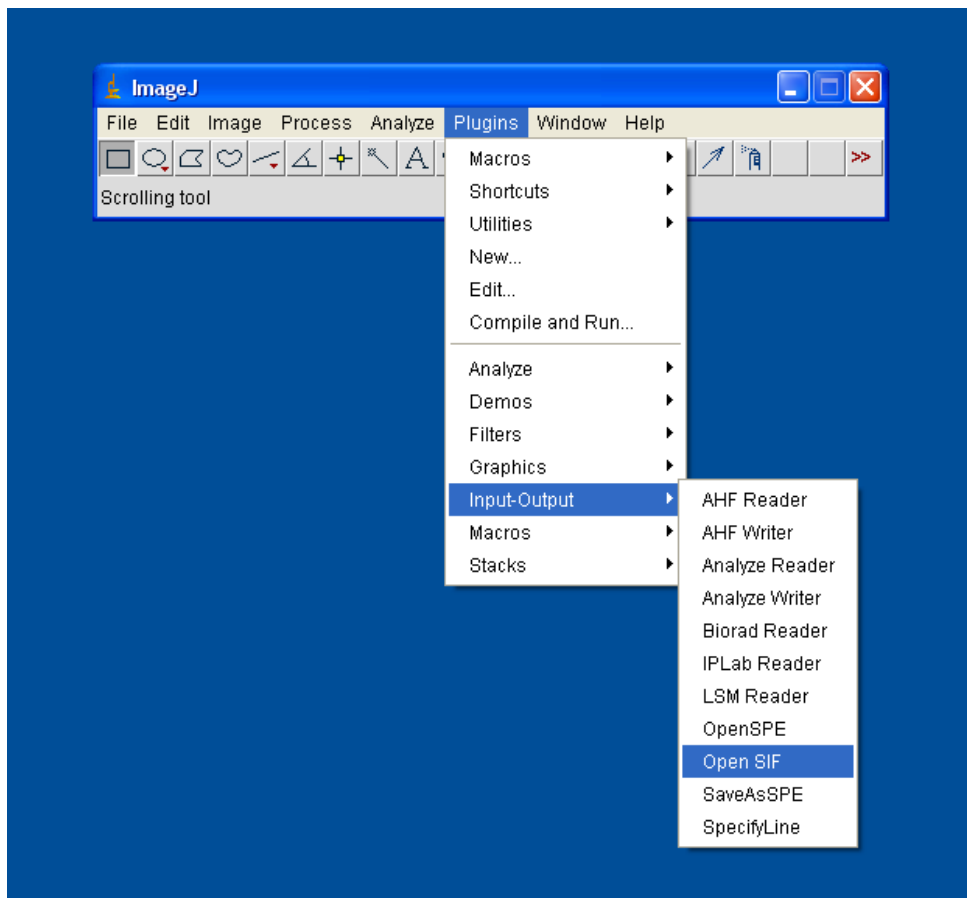 ImageJ
File Edit Image Process Analyze Plugins Window Help
A >>
Scrolling tool
Macros
Shortcuts
Utilities
New...
Edit...
Compile and Run...
Analyze
Demos
Filters
Graphics
Input-Output
Macros
Stacks
AHF Reader
AHF Writer
Analyze Reader
Analyze Writer
Biorad Reader
IPLab Reader
LSM Reader
OpenSPE
Open SIF
SaveAsSPE
SpecifyLine